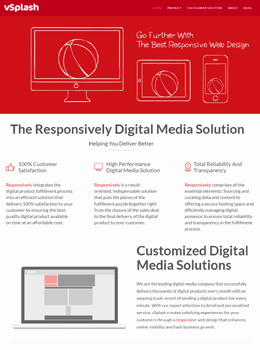 vSplash
HOME PRODUCT FULFILLMENT SOLUTION ABOUT BLOG
Go Further With
The Best Responsive Web Design
The Responsively Digital Media Solution
Helping You Deliver Better
100% Customer
Satisfaction
High Performance
Digital Media Solution
Total Reliability And
Transparency
Responsively integrates the
digital product fulfillment process
into an efficient solution that
delivers 100% satisfaction to your
customer by ensuring the best
quality digital product available
on time at an affordable cost.
Responsively is a result-
oriented, indispensable solution
that puts the pieces of the
fulfillment puzzle together right
from the closure of the sales deal
to the final delivery of the digital
product to your customer.
Responsively comprises all the
essential elements: Sourcing and
curating data and content to
offering a secure hosting space and
efficiently managing digital
presence to ensure total reliability
and transparency in the fulfillment
process.
Customized Digital
Media Solutions
We are the leading digital media company that successfully
delivers thousands of digital products every month with an
amazing track record of sending a digital product live every
minute. With our expert attention to detail and personalized
service, vSplash creates satisfying experiences for your
customers through a responsive web design that enhances
online visibility and fuels business growth.